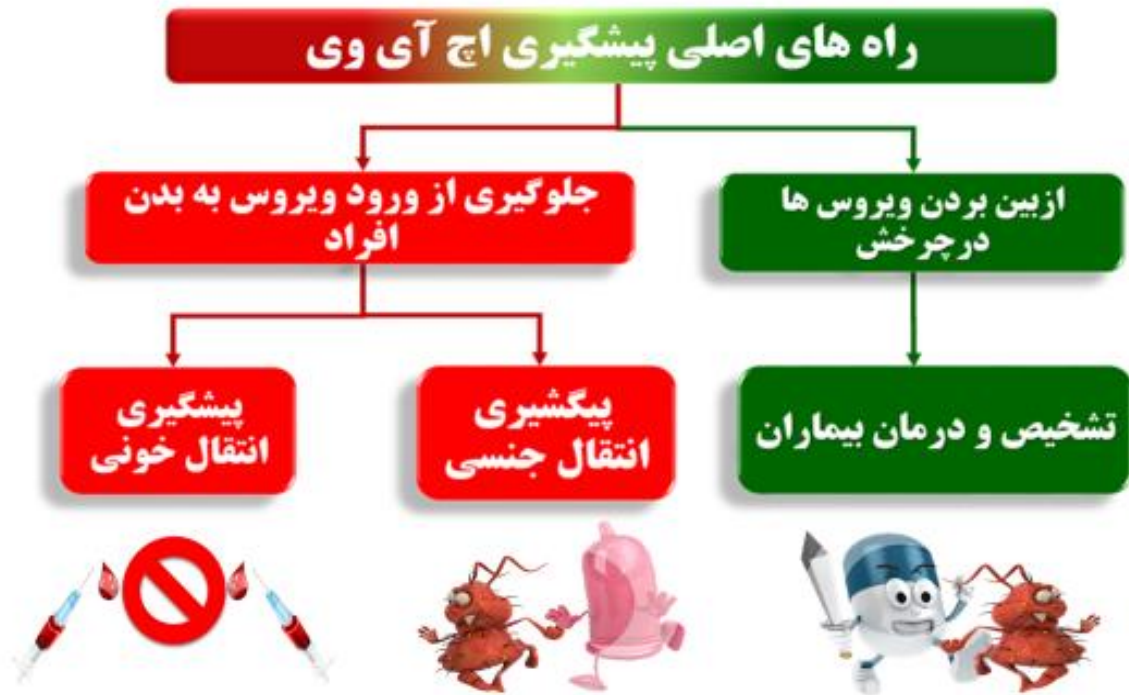 راه های اصلی پیشگیری اچ آی وی
ازبین بردن ویروس ها
درچرخش
جلوگیری از ورود ویروس به بدن
افراد
تشخیص و درمان بیماران
پیگشیری
انتقال جنسی
پیشگیری
انتقال خونی